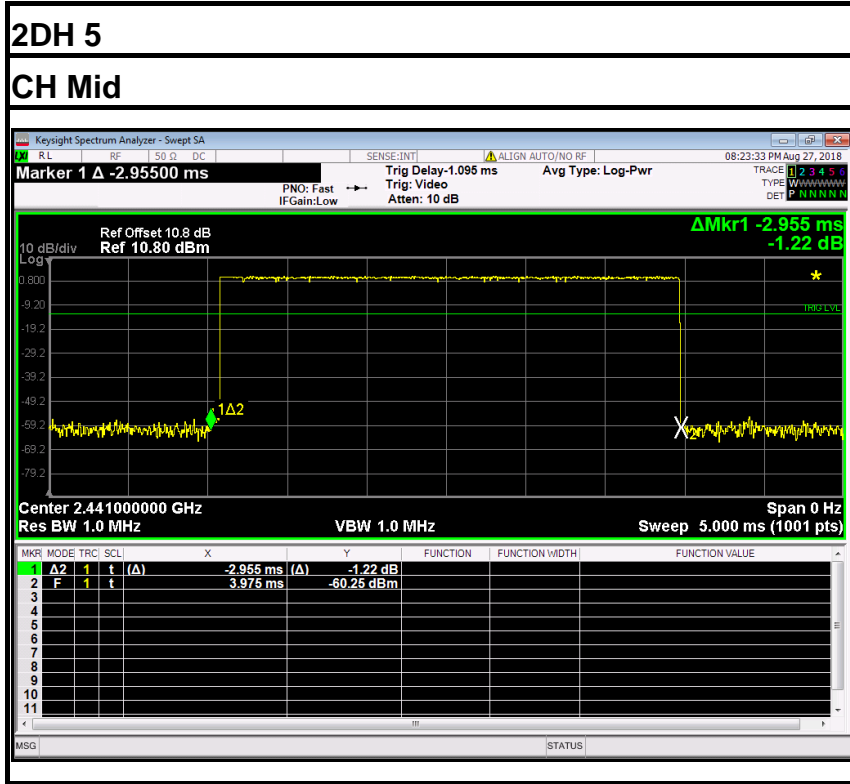 2DH 5
CH Mid
Keysight Spectrum Analyzer - Swept SA
LXI RL RF 50 Ω DC SENSE:INT ALIGN AUTO/NO RF 08:23:33 PM Aug 27, 2018
Marker 1 Δ -2.95500 ms
PNO: Fast
IFGain:Low
Trig Delay-1.095 ms
Trig: Video
Atten: 10 dB
Avg Type: Log-Pwr
TRACE 1 2 3 4 5 6
TYPE WWWWWW
DET P N N N N N
ΔMkr1 -2.955 ms
-1.22 dB
Ref Offset 10.8 dB
10 dB/div Ref 10.80 dBm
Log
0.800
-9.20
TRIG LVL
-19.2
-29.2
-39.2
-49.2
1Δ2
-59.2
2
-69.2
-79.2
Center 2.441000000 GHz Span 0 Hz
Res BW 1.0 MHz VBW 1.0 MHz Sweep 5.000 ms (1001 pts)
MKR MODE TRC SCL X Y FUNCTION FUNCTION WIDTH FUNCTION VALUE
1 Δ2 1 t (Δ) -2.955 ms (Δ) -1.22 dB
2 F 1 t 3.975 ms -60.25 dBm
3
4
5
6
7
8
9
10
11
MSG STATUS